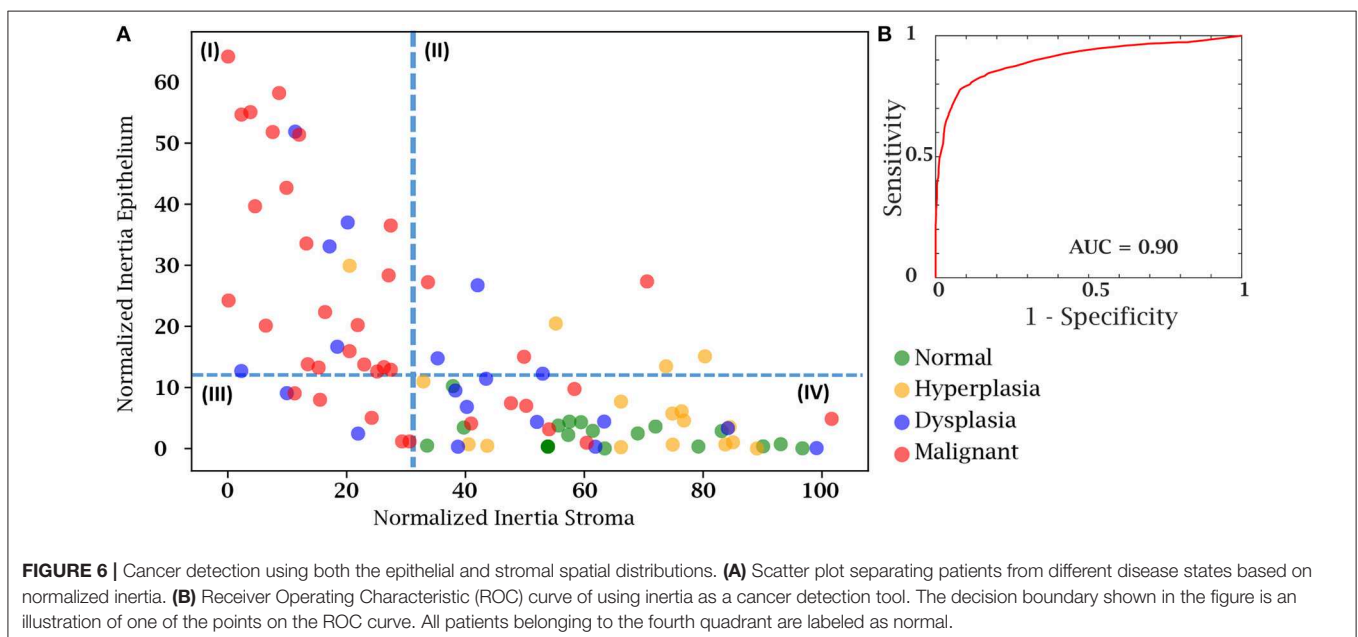 A
(I)
(II)
60
50
40
30
20
10
0
Normalized Inertia Epithelium
(III)
(IV)
0 20 40 60 80 100
Normalized Inertia Stroma
B
1
0.5
0
Sensitivity
AUC = 0.90
0 0.5 1
1 - Specificity
Normal
Hyperplasia
Dysplasia
Malignant
FIGURE 6 | Cancer detection using both the epithelial and stromal spatial distributions. (A) Scatter plot separating patients from different disease states based on
normalized inertia. (B) Receiver Operating Characteristic (ROC) curve of using inertia as a cancer detection tool. The decision boundary shown in the figure is an
illustration of one of the points on the ROC curve. All patients belonging to the fourth quadrant are labeled as normal.